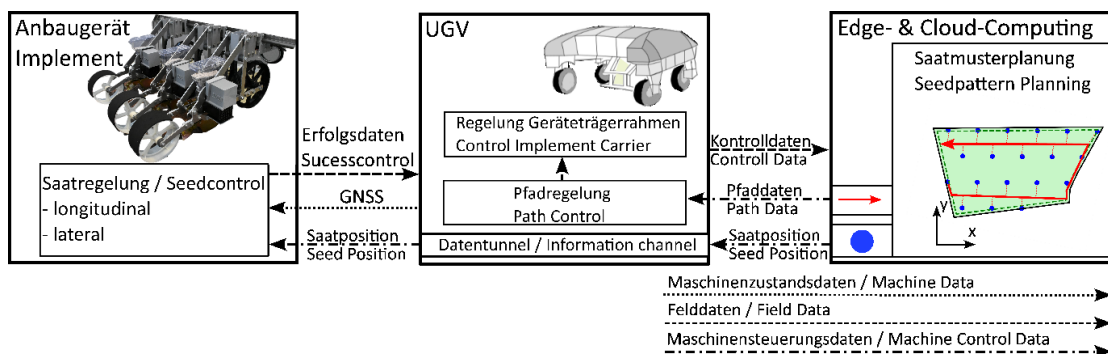 Anbaugerät
Implement
Saatregelung / Seedcontrol
- longitudinal
- lateral
Erfolgsdaten
Sucesscontrol
GNSS
Saatposition
Seed Position
UGV
Regelung Geräteträgerrahmen
Control Implement Carrier
Pfadregelung
Path Control
Datentunnel / Information channel
Kontrolldaten
Controll Data
Pfaddaten
Path Data
Saatposition
Seed Position
Edge- & Cloud-Computing
Saatmusterplanung
Seedpattern Planning
y
x
Maschinenzustandsdaten / Machine Data
Felddaten / Field Data
Maschinensteuerungsdaten / Machine Control Data